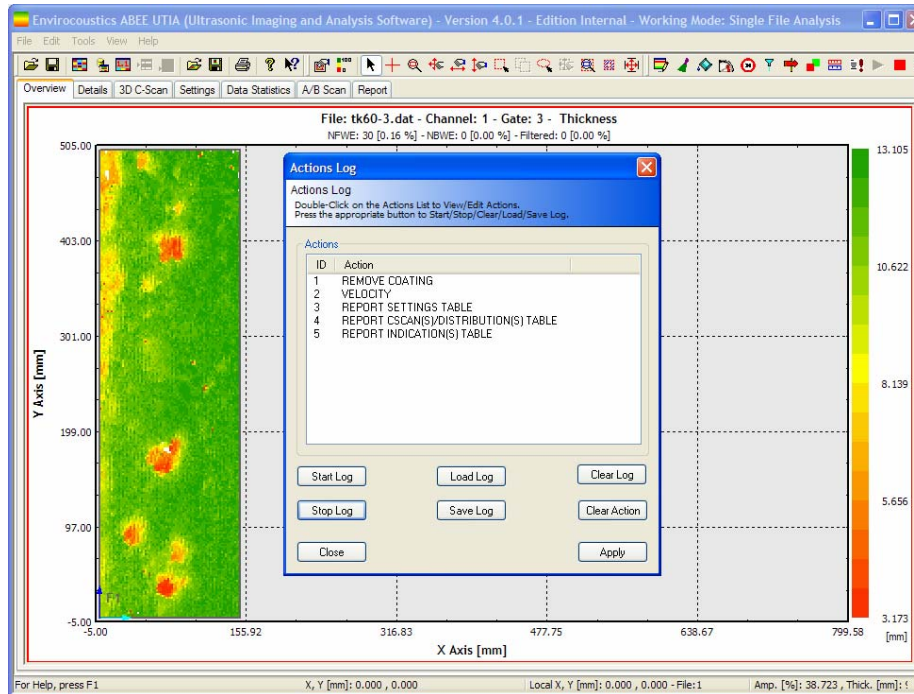 Envirocoustics ABEE UTIA (Ultrasonic Imaging and Analysis Software) - Version 4.0.1 - Edition Internal - Working Mode: Single File Analysis
File Edit Tools View Help
Overview Details 3D C-Scan Settings Data Statistics A/B Scan Report
File: tk60-3.dat - Channel: 1 - Gate: 3 - Thickness
NFWE: 30 [0.16 %] - NBWE: 0 [0.00 %] - Filtered: 0 [0.00 %]
505.00
403.00
301.00
199.00
97.00
-5.00
Y Axis [mm]
F1
Actions Log
Actions Log
Double-Click on the Actions List to View/Edit Actions.
Press the appropriate button to Start/Stop/Clear/Load/Save Log.
Actions
ID Action
1 REMOVE COATING
2 VELOCITY
3 REPORT SETTINGS TABLE
4 REPORT CSCAN(S)/DISTRIBUTION(S) TABLE
5 REPORT INDICATION(S) TABLE
Start Log Load Log Clear Log
Stop Log Save Log Clear Action
Close Apply
13.105
10.622
8.139
5.656
3.173
[mm]
-5.00 155.92 316.83 477.75 638.67 799.58
X Axis [mm]
For Help, press F1 X, Y [mm]: 0.000 , 0.000 Local X, Y [mm]: 0.000 , 0.000 - File:1 Amp. [%]: 38.723 , Thick. [mm]: